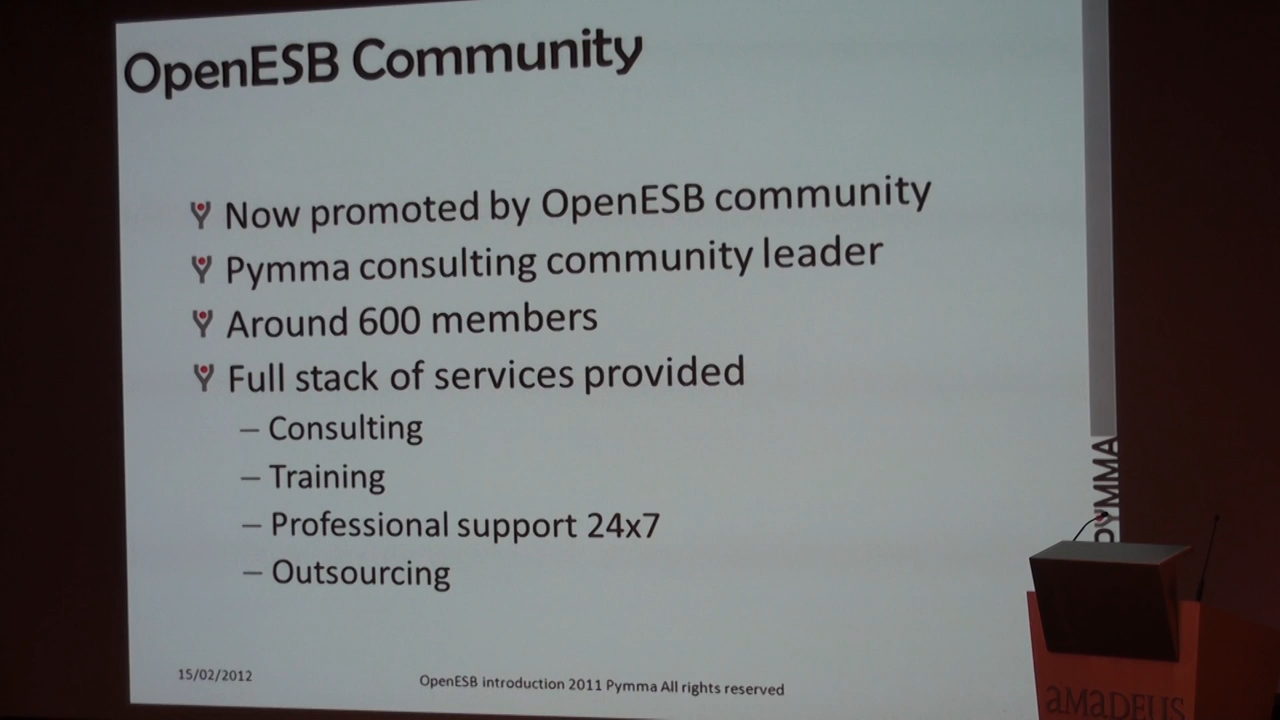 OpenESB Community
Now promoted by OpenESB community
Pymma consulting community leader
Around 600 members
Full stack of services provided
– Consulting
– Training
– Professional support 24x7
– Outsourcing
15/02/2012
OpenESB introduction 2011 Pymma All rights reserved
PYMMA
amadeus